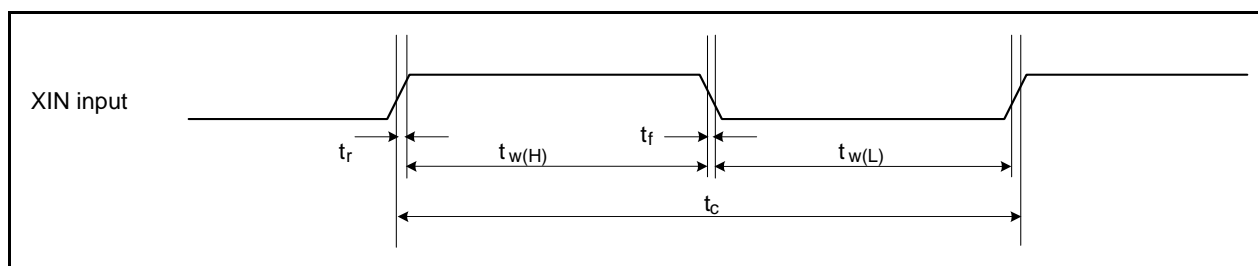 XIN input
tr
tw(H)
tf
tw(L)
tc